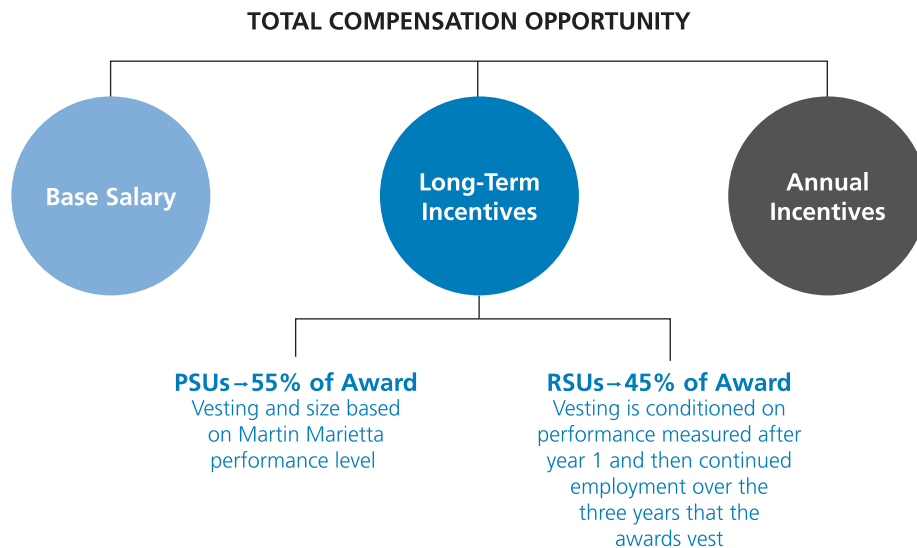 TOTAL COMPENSATION OPPORTUNITY
Base Salary
Long-Term
Incentives
Annual
Incentives
PSUs→55% of Award
Vesting and size based
on Martin Marietta
performance level
RSUs→45% of Award
Vesting is conditioned on
performance measured after
year 1 and then continued
employment over the
three years that the
awards vest